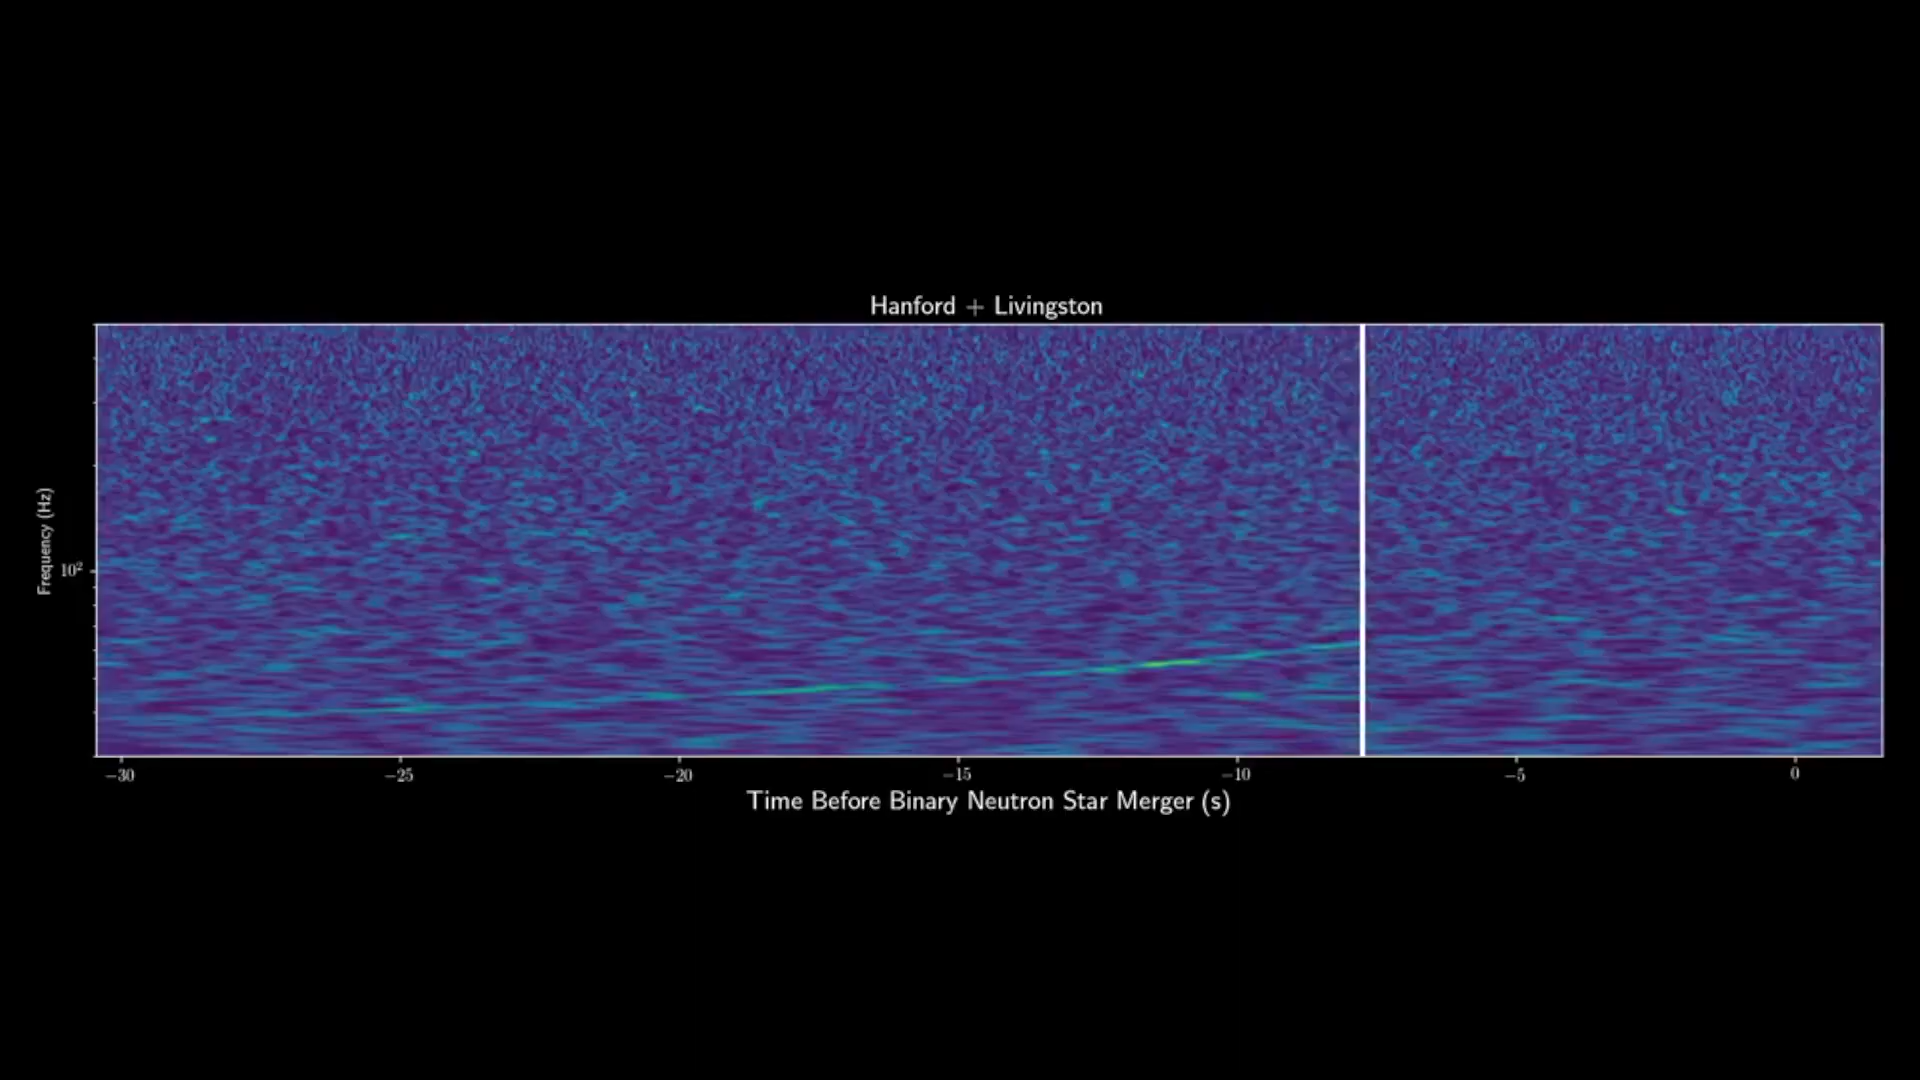 Hanford + Livingston
Frequency (Hz)
10²
−30 −25 −20 −15 −10 −5 0
Time Before Binary Neutron Star Merger (s)